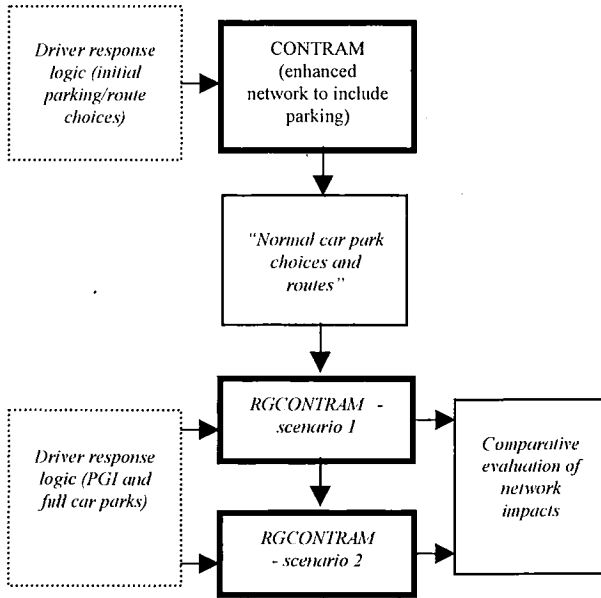 Driver response
logic (initial
parking/route
choices)
CONTRAM
(enhanced
network to include
parking)
"Normal car park
choices and
routes"
RGCONTRAM -
scenario 1
Driver response
logic (PGI and
full car parks)
Comparative
evaluation of
network
impacts
RGCONTRAM
- scenario 2